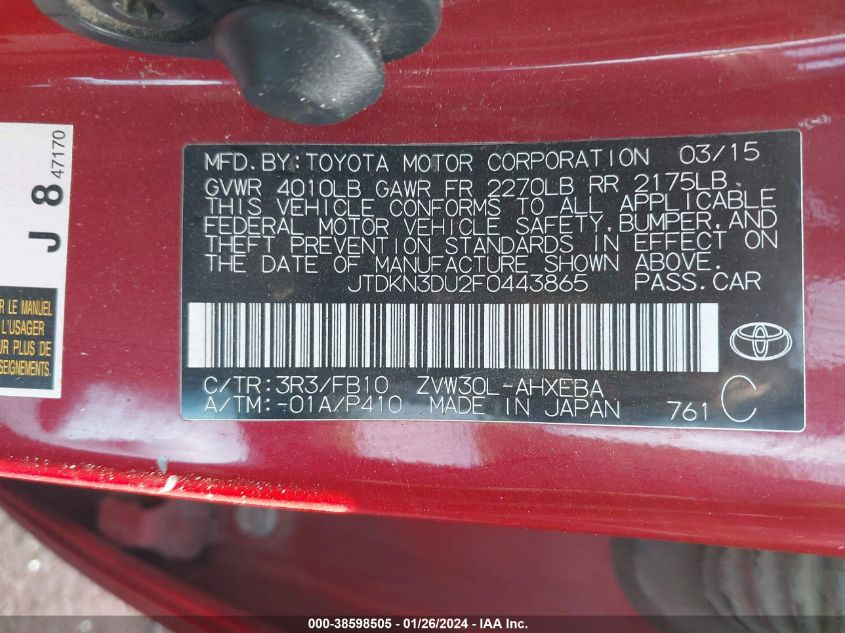 MFD.BY:TOYOTA MOTOR CORPORATION 03/15
GVWR 4010LB GAWR FR 2270LB RR 2175LB
THIS VEHICLE CONFORMS TO ALL APPLICABLE
FEDERAL MOTOR VEHICLE SAFETY,BUMPER,AND
THEFT PREVENTION STANDARDS IN EFFECT ON
THE DATE OF MANUFACTURE SHOWN ABOVE.
JTDKN3DU2F0443865 PASS.CAR
C/TR:3R3/FB10 ZVW30L-AHXEBA
A/TM:-01A/P410 MADE IN JAPAN 761 C
J 8 47170
R LE MANUEL
L'USAGER
UR PLUS DE
000-38598505 - 01/26/2024 - IAA Inc.